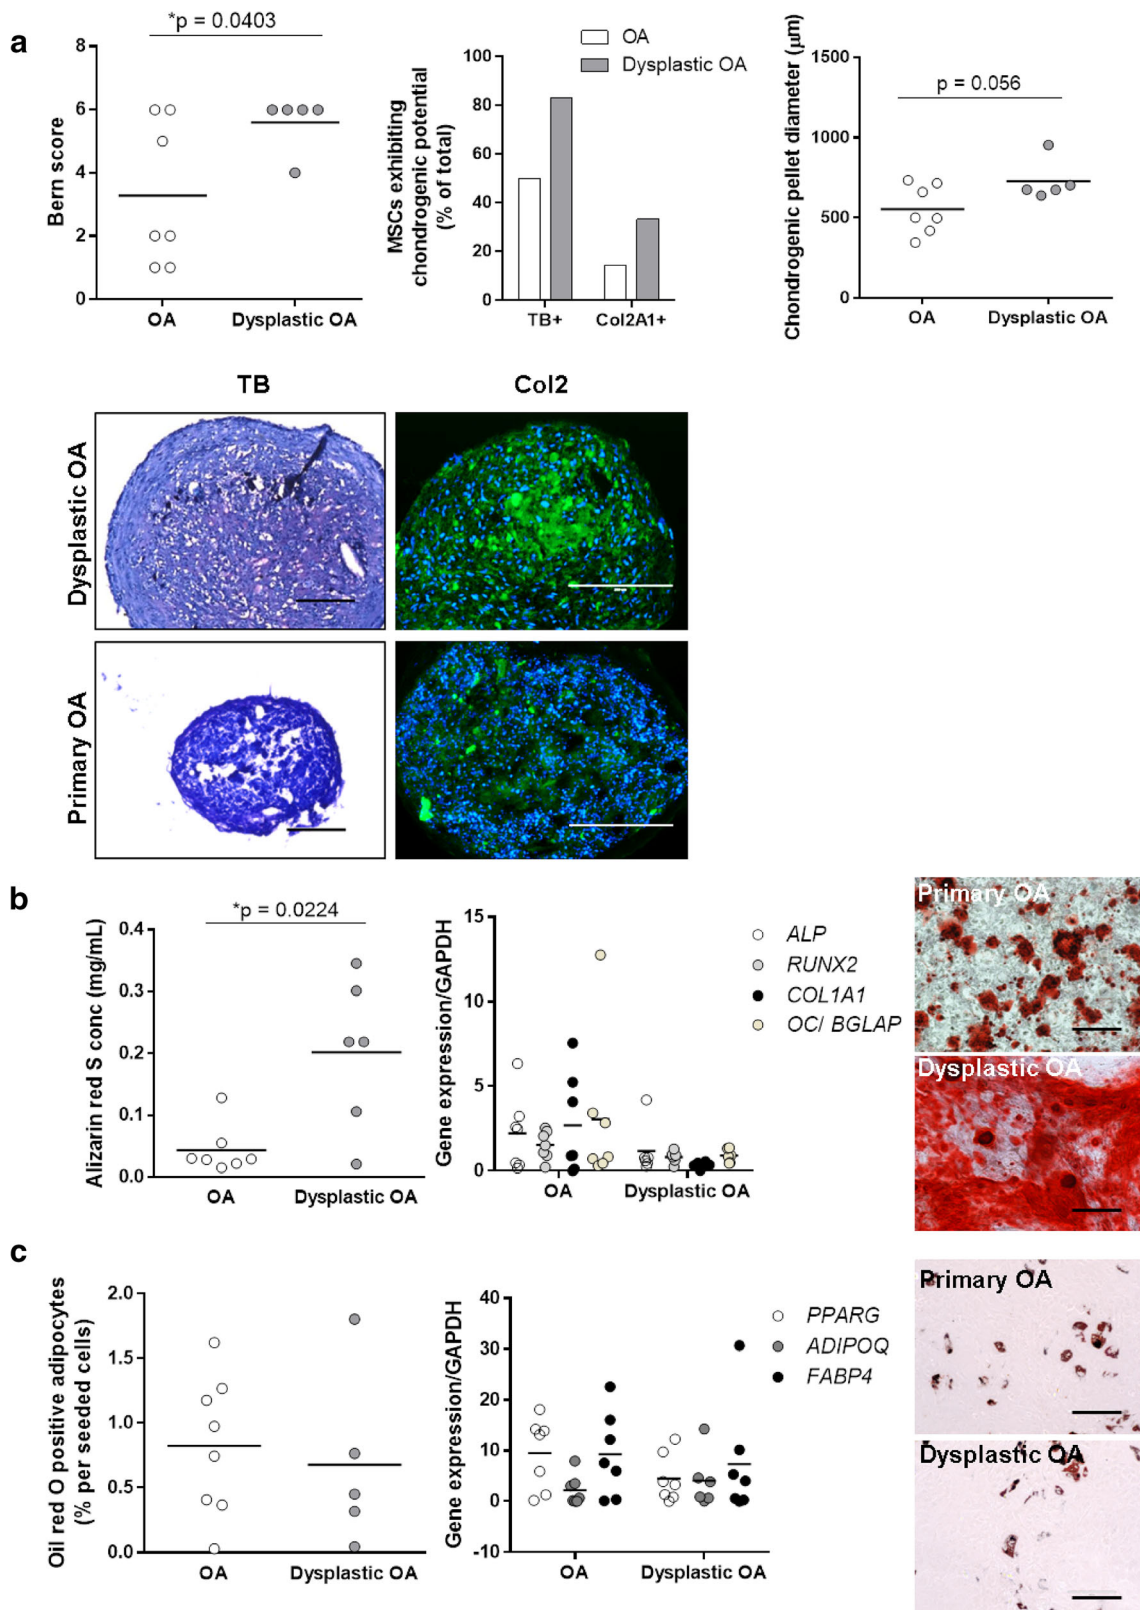 a
*p = 0.0403
8
6
4
2
0
Bern score
OA
Dysplastic OA
OA
Dysplastic OA
100
80
60
40
20
0
MSCs exhibiting
chondrogenic potential
(% of total)
TB+
Col2A1+
p = 0.056
1500
1000
500
0
Chondrogenic pellet diameter (μm)
OA
Dysplastic OA
TB
Col2
Dysplastic OA
Primary OA
b
*p = 0.0224
0.4
0.3
0.2
0.1
0.0
Alizarin red S conc (mg/mL)
OA
Dysplastic OA
15
10
5
0
Gene expression/GAPDH
OA
Dysplastic OA
ALP
RUNX2
COL1A1
OC/ BGLAP
Primary OA
Dysplastic OA
c
2.0
1.5
1.0
0.5
0.0
Oil red O positive adipocytes
(% per seeded cells)
OA
Dysplastic OA
40
30
20
10
0
-10
Gene expression/GAPDH
OA
Dysplastic OA
PPARG
ADIPOQ
FABP4
Primary OA
Dysplastic OA